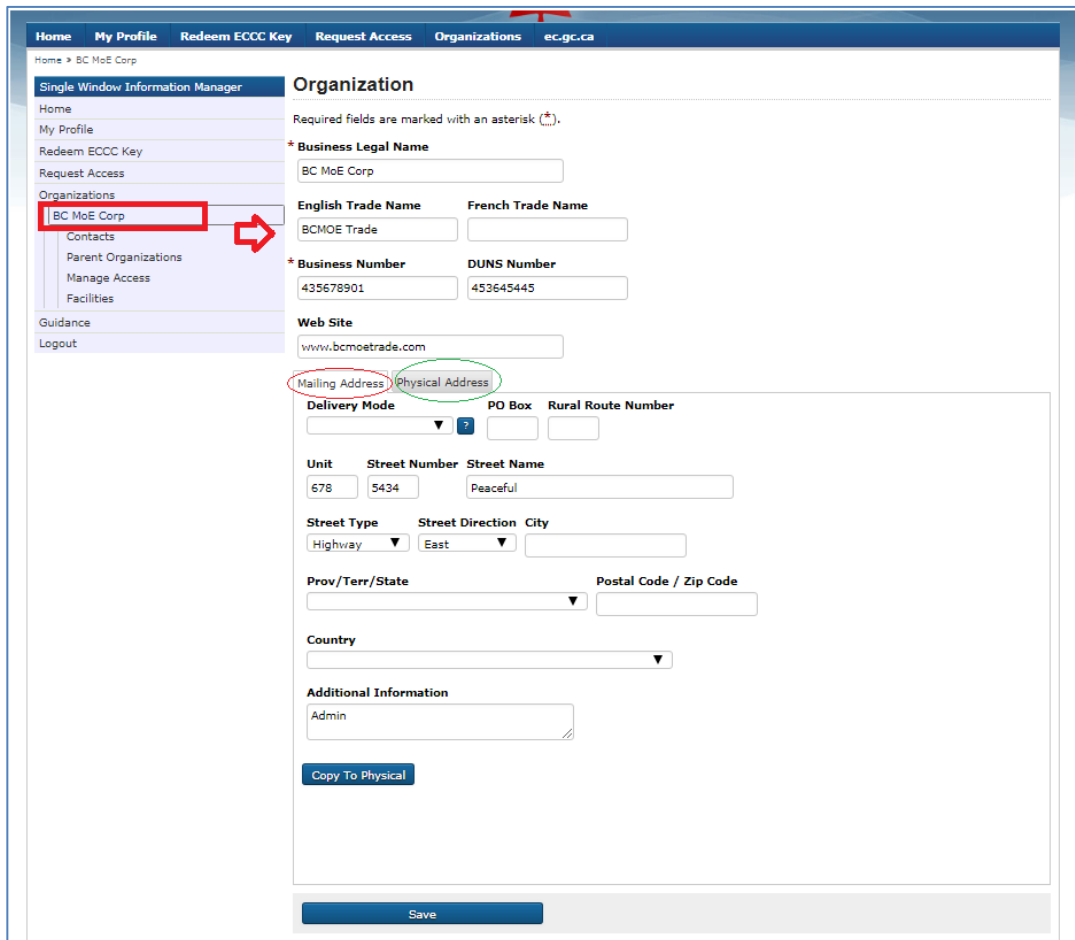 Home My Profile Redeem ECCC Key Request Access Organizations ec.gc.ca
Home > BC MoE Corp
Single Window Information Manager
Home
My Profile
Redeem ECCC Key
Request Access
Organizations
BC MoE Corp
Contacts
Parent Organizations
Manage Access
Facilities
Guidance
Logout
Organization
Required fields are marked with an asterisk (*).
* Business Legal Name
BC MoE Corp
English Trade Name French Trade Name
BCMOE Trade
* Business Number DUNS Number
435678901 453645445
Web Site
www.bcmoetrade.com
Mailing Address Physical Address
Delivery Mode PO Box Rural Route Number
?
Unit Street Number Street Name
678 5434 Peaceful
Street Type Street Direction City
Highway East
Prov/Terr/State Postal Code / Zip Code
Country
Additional Information
Admin
Copy To Physical
Save